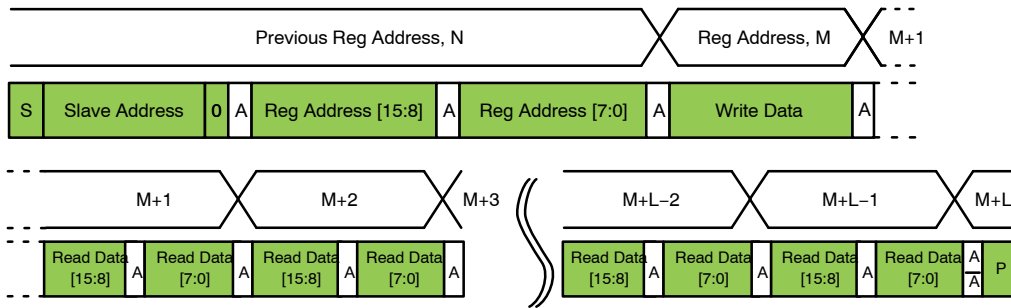 Previous Reg Address, N Reg Address, M M+1
S Slave Address 0 A Reg Address [15:8] A Reg Address [7:0] A Write Data A
M+1 M+2 M+3 M+L−2 M+L−1 M+L
Read Data Read Data Read Data Read Data Read Data Read Data Read Data Read Data A
[15:8] A [7:0] A [15:8] A [7:0] A [15:8] A [7:0] A [15:8] A [7:0] A P